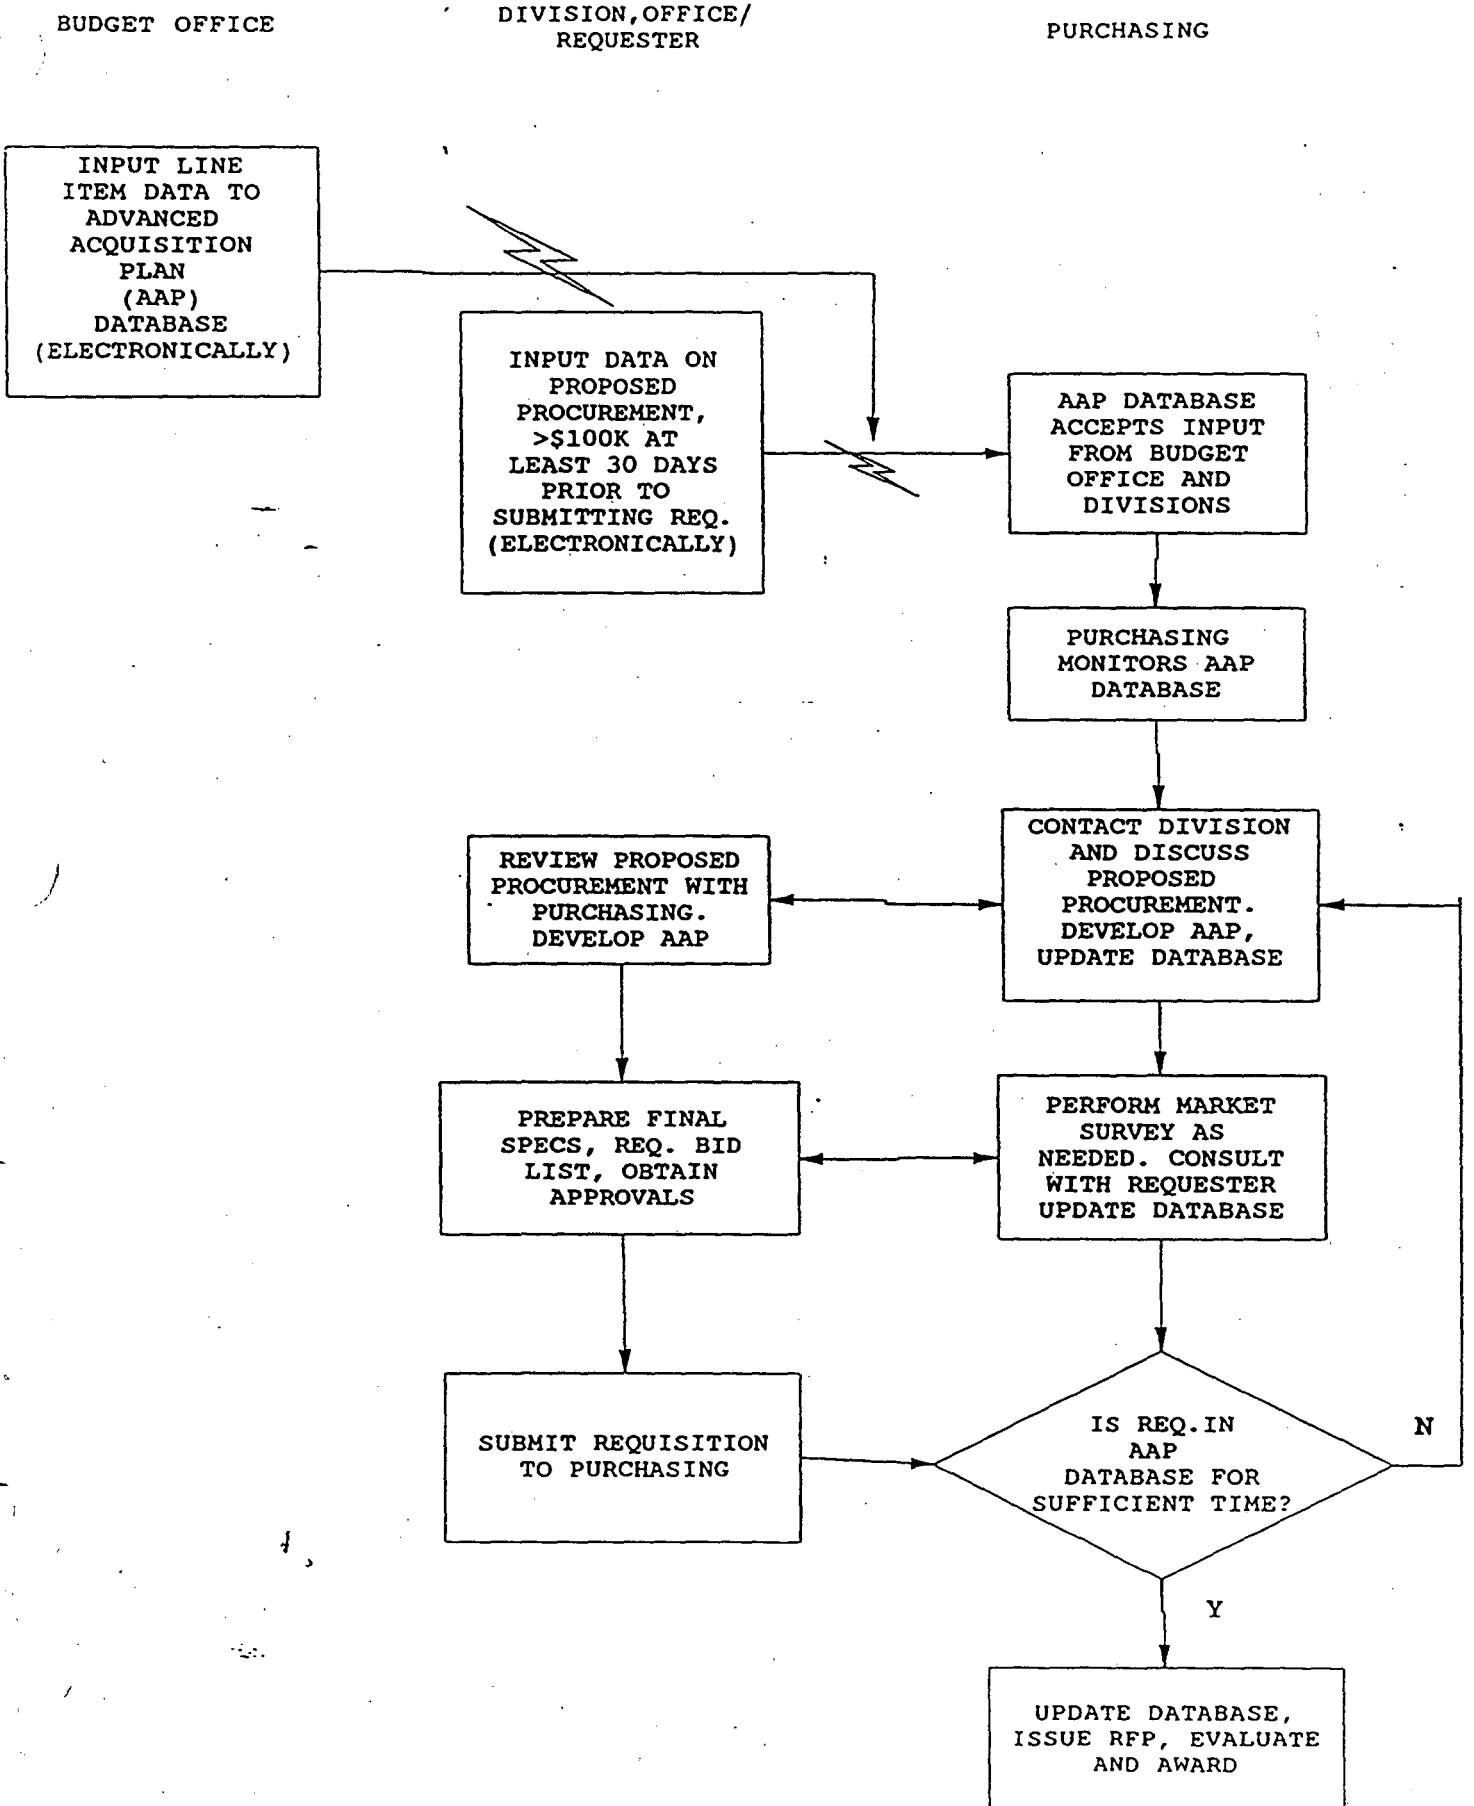 BUDGET OFFICE
DIVISION,OFFICE/
REQUESTER
PURCHASING
INPUT LINE
ITEM DATA TO
ADVANCED
ACQUISITION
PLAN
(AAP)
DATABASE
(ELECTRONICALLY)
INPUT DATA ON
PROPOSED
PROCUREMENT,
>$100K AT
LEAST 30 DAYS
PRIOR TO
SUBMITTING REQ.
(ELECTRONICALLY)
AAP DATABASE
ACCEPTS INPUT
FROM BUDGET
OFFICE AND
DIVISIONS
PURCHASING
MONITORS AAP
DATABASE
REVIEW PROPOSED
PROCUREMENT WITH
PURCHASING.
DEVELOP AAP
CONTACT DIVISION
AND DISCUSS
PROPOSED
PROCUREMENT.
DEVELOP AAP,
UPDATE DATABASE
PREPARE FINAL
SPECS, REQ. BID
LIST, OBTAIN
APPROVALS
PERFORM MARKET
SURVEY AS
NEEDED. CONSULT
WITH REQUESTER
UPDATE DATABASE
SUBMIT REQUISITION
TO PURCHASING
IS REQ.IN
AAP
DATABASE FOR
SUFFICIENT TIME?
N
Y
UPDATE DATABASE,
ISSUE RFP, EVALUATE
AND AWARD